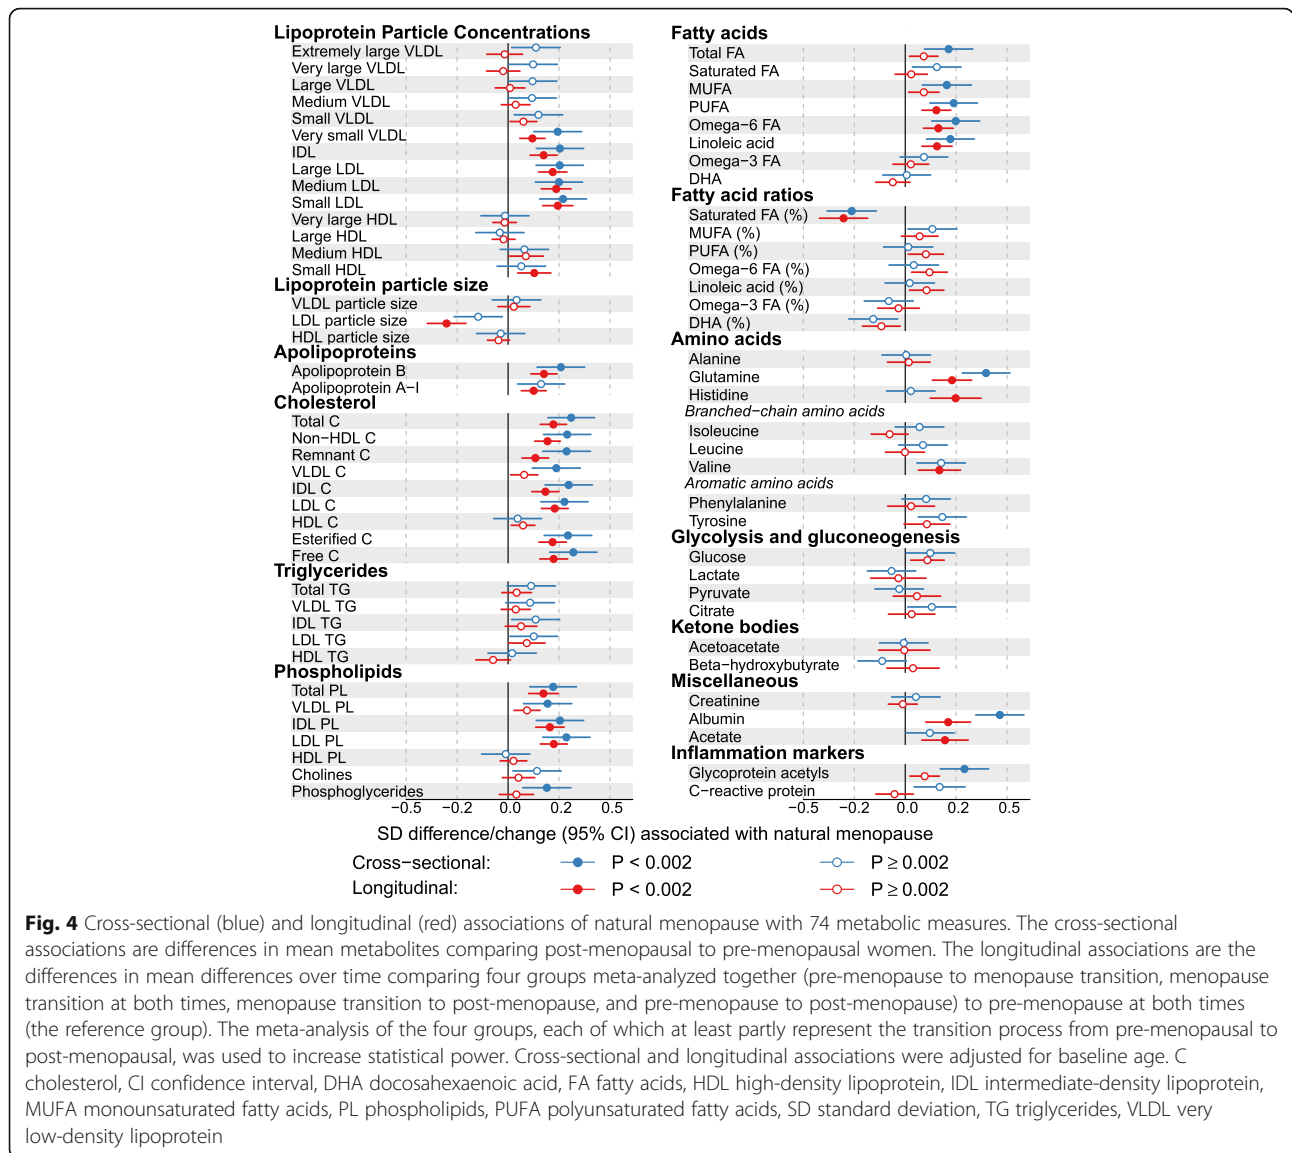 Lipoprotein Particle Concentrations
Extremely large VLDL
Very large VLDL
Large VLDL
Medium VLDL
Small VLDL
Very small VLDL
IDL
Large LDL
Medium LDL
Small LDL
Very large HDL
Large HDL
Medium HDL
Small HDL
Lipoprotein particle size
VLDL particle size
LDL particle size
HDL particle size
Apolipoproteins
Apolipoprotein B
Apolipoprotein A−I
Cholesterol
Total C
Non−HDL C
Remnant C
VLDL C
IDL C
LDL C
HDL C
Esterified C
Free C
Triglycerides
Total TG
VLDL TG
IDL TG
LDL TG
HDL TG
Phospholipids
Total PL
VLDL PL
IDL PL
LDL PL
HDL PL
Cholines
Phosphoglycerides
−0.5 −0.2 0.0 0.2 0.5
Fatty acids
Total FA
Saturated FA
MUFA
PUFA
Omega−6 FA
Linoleic acid
Omega−3 FA
DHA
Fatty acid ratios
Saturated FA (%)
MUFA (%)
PUFA (%)
Omega−6 FA (%)
Linoleic acid (%)
Omega−3 FA (%)
DHA (%)
Amino acids
Alanine
Glutamine
Histidine
Branched−chain amino acids
Isoleucine
Leucine
Valine
Aromatic amino acids
Phenylalanine
Tyrosine
Glycolysis and gluconeogenesis
Glucose
Lactate
Pyruvate
Citrate
Ketone bodies
Acetoacetate
Beta−hydroxybutyrate
Miscellaneous
Creatinine
Albumin
Acetate
Inflammation markers
Glycoprotein acetyls
C−reactive protein
−0.5 −0.2 0.0 0.2 0.5
SD difference/change (95% CI) associated with natural menopause
Cross−sectional: P < 0.002 P ≥ 0.002
Longitudinal: P < 0.002 P ≥ 0.002
Fig. 4 Cross-sectional (blue) and longitudinal (red) associations of natural menopause with 74 metabolic measures. The cross-sectional
associations are differences in mean metabolites comparing post-menopausal to pre-menopausal women. The longitudinal associations are the
differences in mean differences over time comparing four groups meta-analyzed together (pre-menopause to menopause transition, menopause
transition at both times, menopause transition to post-menopause, and pre-menopause to post-menopause) to pre-menopause at both times
(the reference group). The meta-analysis of the four groups, each of which at least partly represent the transition process from pre-menopausal to
post-menopausal, was used to increase statistical power. Cross-sectional and longitudinal associations were adjusted for baseline age. C
cholesterol, CI confidence interval, DHA docosahexaenoic acid, FA fatty acids, HDL high-density lipoprotein, IDL intermediate-density lipoprotein,
MUFA monounsaturated fatty acids, PL phospholipids, PUFA polyunsaturated fatty acids, SD standard deviation, TG triglycerides, VLDL very
low-density lipoprotein